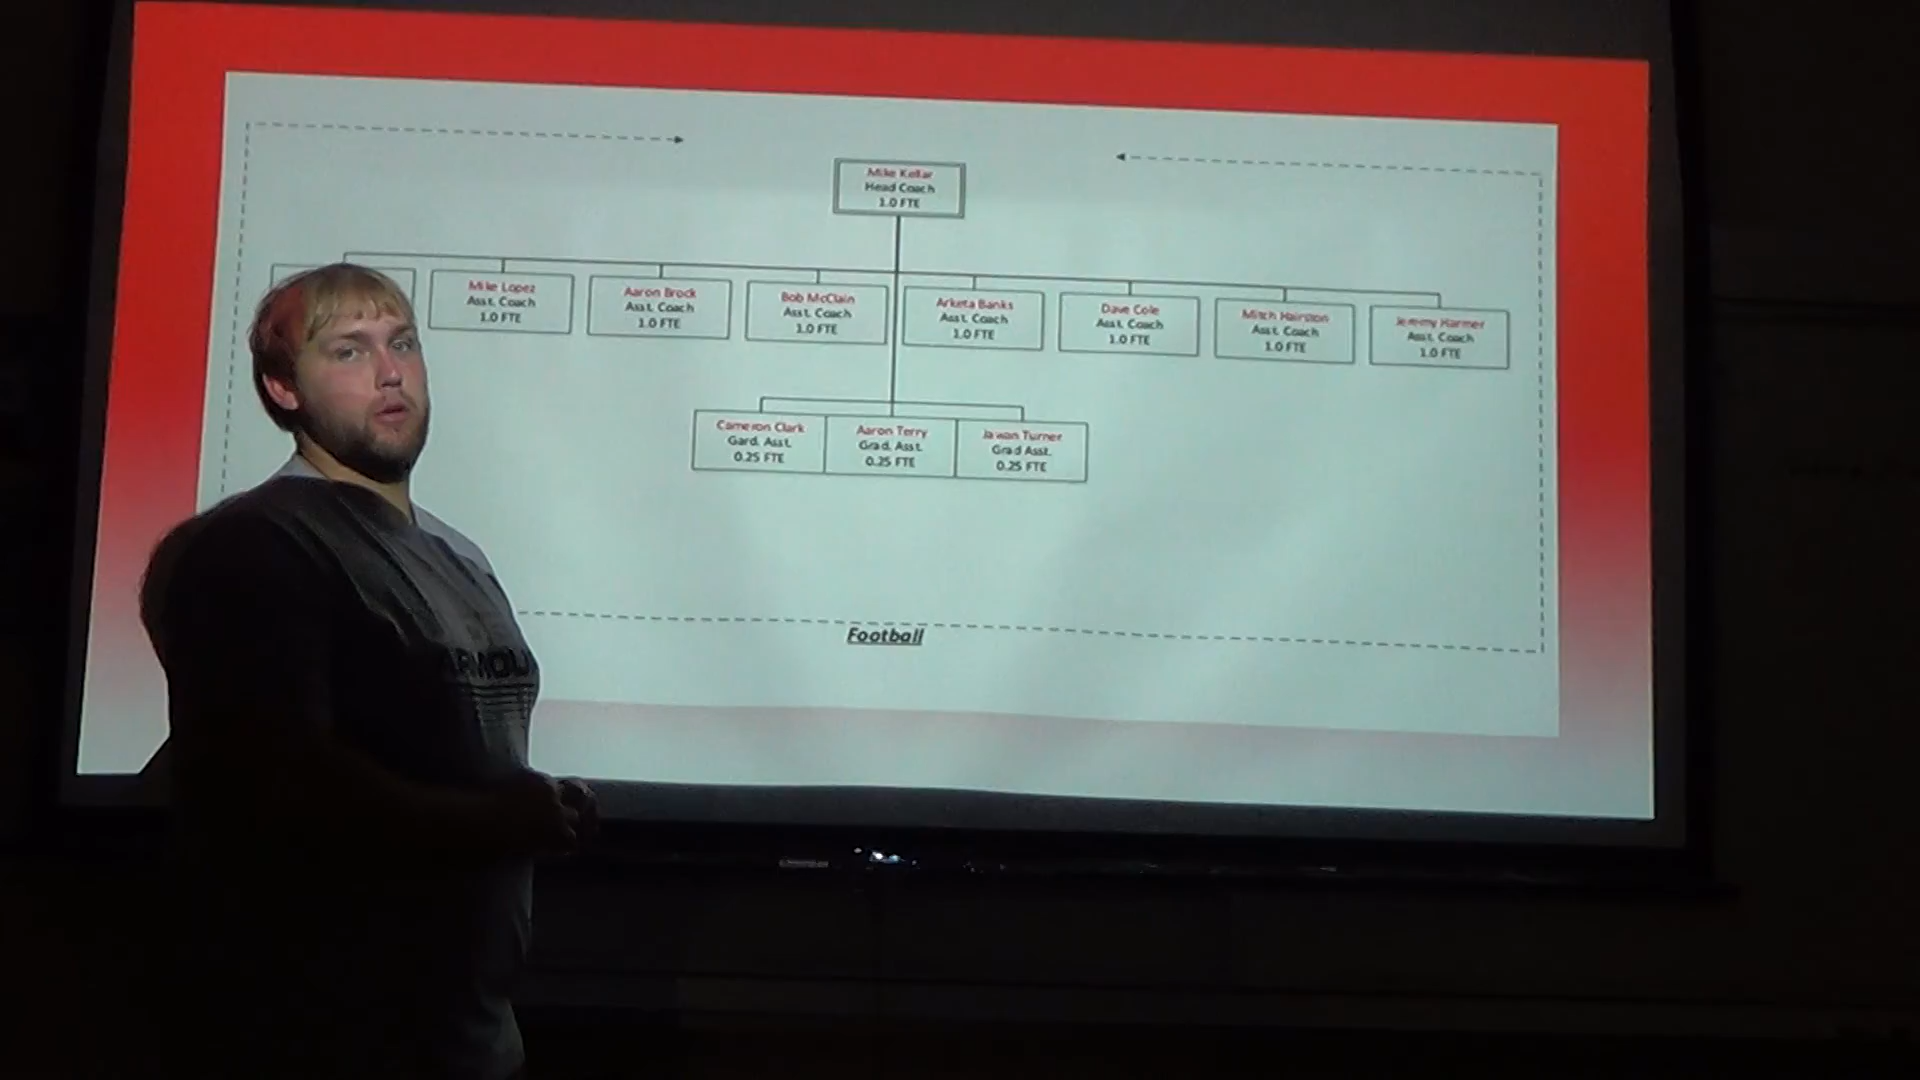 Mike Kellar
Head Coach
1.0 FTE
Mike Lopez
Asst. Coach
1.0 FTE
Aaron Brock
Asst. Coach
1.0 FTE
Bob McClain
Asst. Coach
1.0 FTE
Arketa Banks
Asst. Coach
1.0 FTE
Dave Cole
Asst. Coach
1.0 FTE
Mitch Hairston
Asst. Coach
1.0 FTE
Jeremy Harmer
Asst. Coach
1.0 FTE
Cameron Clark
Gard. Asst.
0.25 FTE
Aaron Terry
Grad. Asst.
0.25 FTE
Jawan Turner
Grad Asst.
0.25 FTE
Football